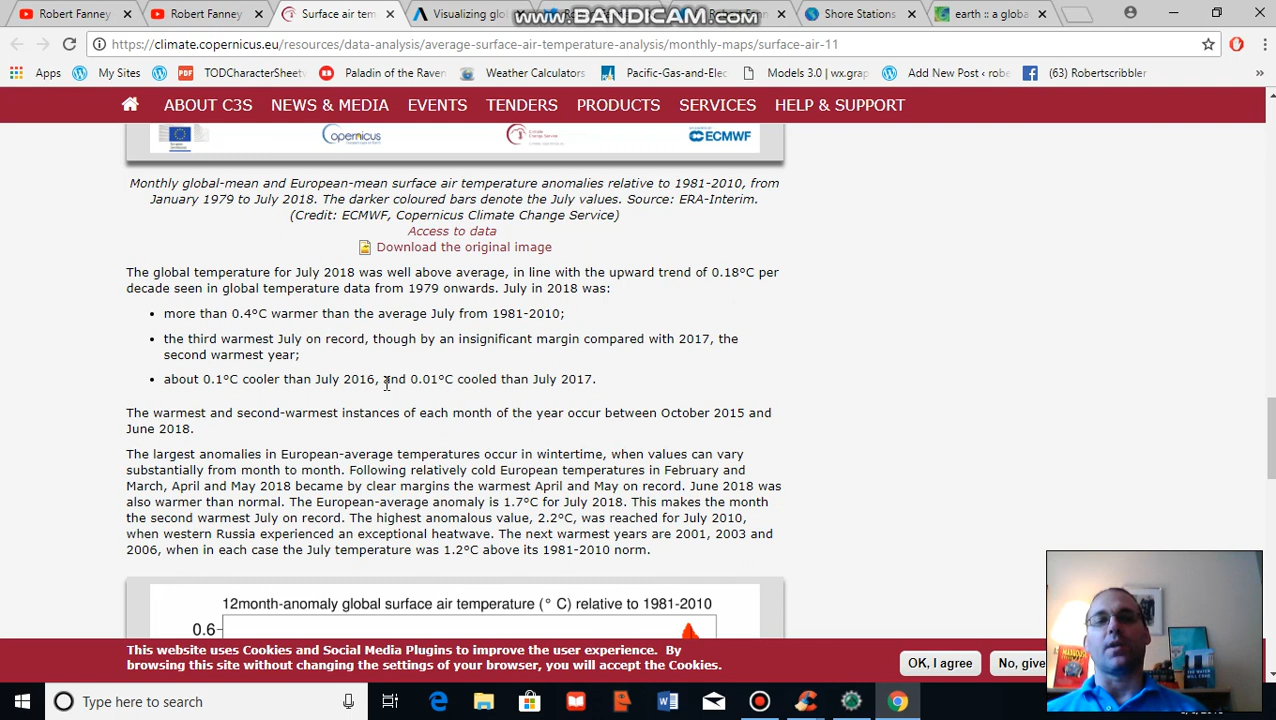 Robert Fanney
Robert Fanney
Surface air tem
Visualizing glo
www.BANDICAM.com
Shore Stations
earth :: a globa
https://climate.copernicus.eu/resources/data-analysis/average-surface-air-temperature-analysis/monthly-maps/surface-air-11
Apps
My Sites
TODCharacterSheet
Paladin of the Raven
Weather Calculators
Pacific-Gas-and-Elec
Models 3.0 | wx.grap
Add New Post ‹ robe
(63) Robertscribbler
»
ABOUT C3S NEWS & MEDIA EVENTS TENDERS PRODUCTS SERVICES HELP & SUPPORT
opernicus
ECMWF
Monthly global-mean and European-mean surface air temperature anomalies relative to 1981-2010, from
January 1979 to July 2018. The darker coloured bars denote the July values. Source: ERA-Interim.
(Credit: ECMWF, Copernicus Climate Change Service)
Access to data
Download the original image
The global temperature for July 2018 was well above average, in line with the upward trend of 0.18°C per
decade seen in global temperature data from 1979 onwards. July in 2018 was:
• more than 0.4°C warmer than the average July from 1981-2010;
• the third warmest July on record, though by an insignificant margin compared with 2017, the
second warmest year;
• about 0.1°C cooler than July 2016, and 0.01°C cooled than July 2017.
The warmest and second-warmest instances of each month of the year occur between October 2015 and
June 2018.
The largest anomalies in European-average temperatures occur in wintertime, when values can vary
substantially from month to month. Following relatively cold European temperatures in February and
March, April and May 2018 became by clear margins the warmest April and May on record. June 2018 was
also warmer than normal. The European-average anomaly is 1.7°C for July 2018. This makes the month
the second warmest July on record. The highest anomalous value, 2.2°C, was reached for July 2010,
when western Russia experienced an exceptional heatwave. The next warmest years are 2001, 2003 and
2006, when in each case the July temperature was 1.2°C above its 1981-2010 norm.
12month-anomaly global surface air temperature (° C) relative to 1981-2010
0.6
This website uses Cookies and Social Media Plugins to improve the user experience. By
browsing this site without changing the settings of your browser, you will accept the Cookies.
OK, I agree
No, give
Type here to search